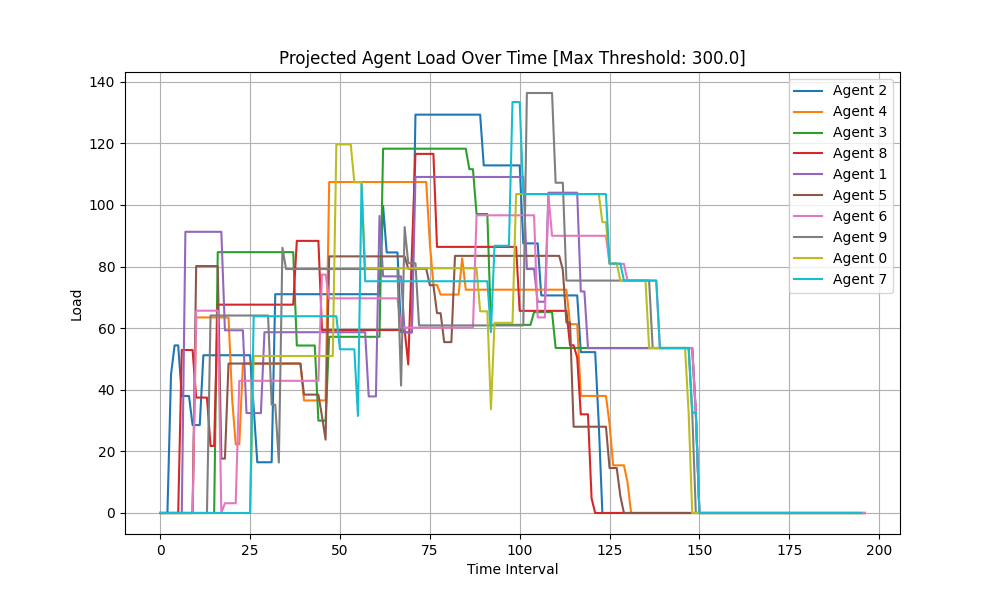 Projected Agent Load Over Time [Max Threshold: 300.0]
140
120
100
80
60
40
20
0
Load
0
25
50
75
100
125
150
175
200
Time Interval
Agent 2
Agent 4
Agent 3
Agent 8
Agent 1
Agent 5
Agent 6
Agent 9
Agent 0
Agent 7